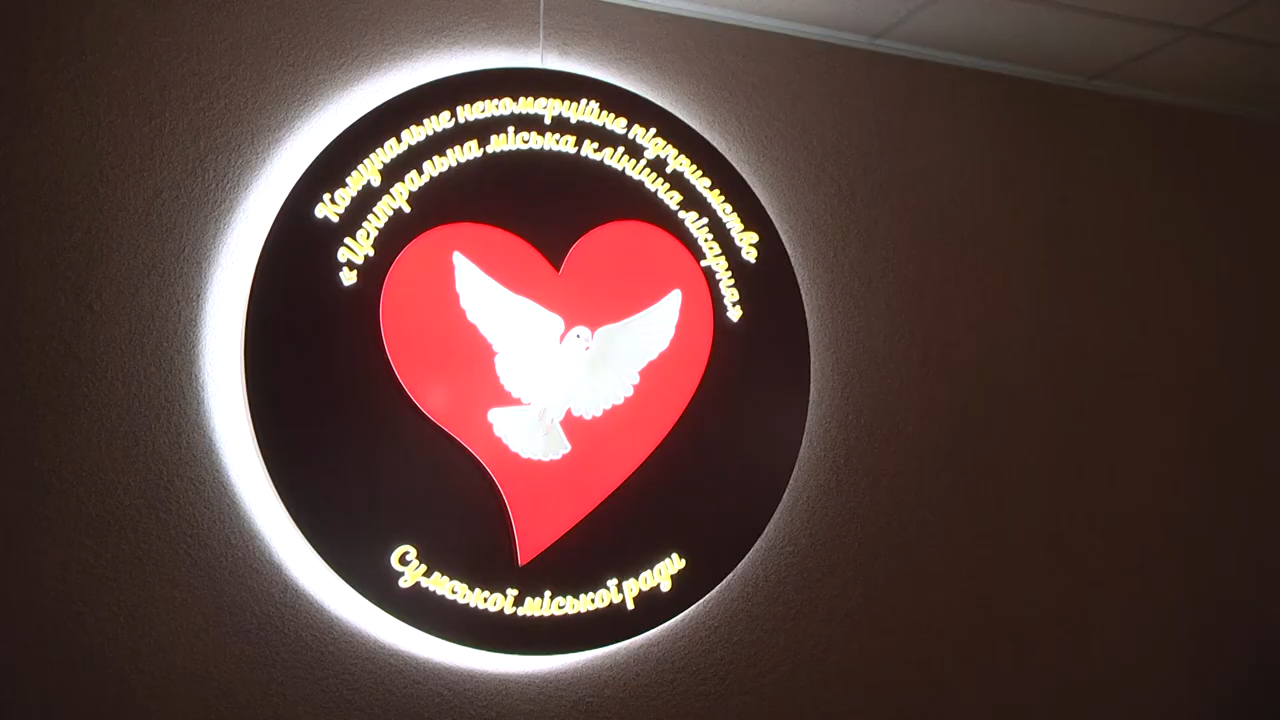 Комунальне некомерційне підприємство
«Центральна міська клінічна лікарня»
Сумської міської ради